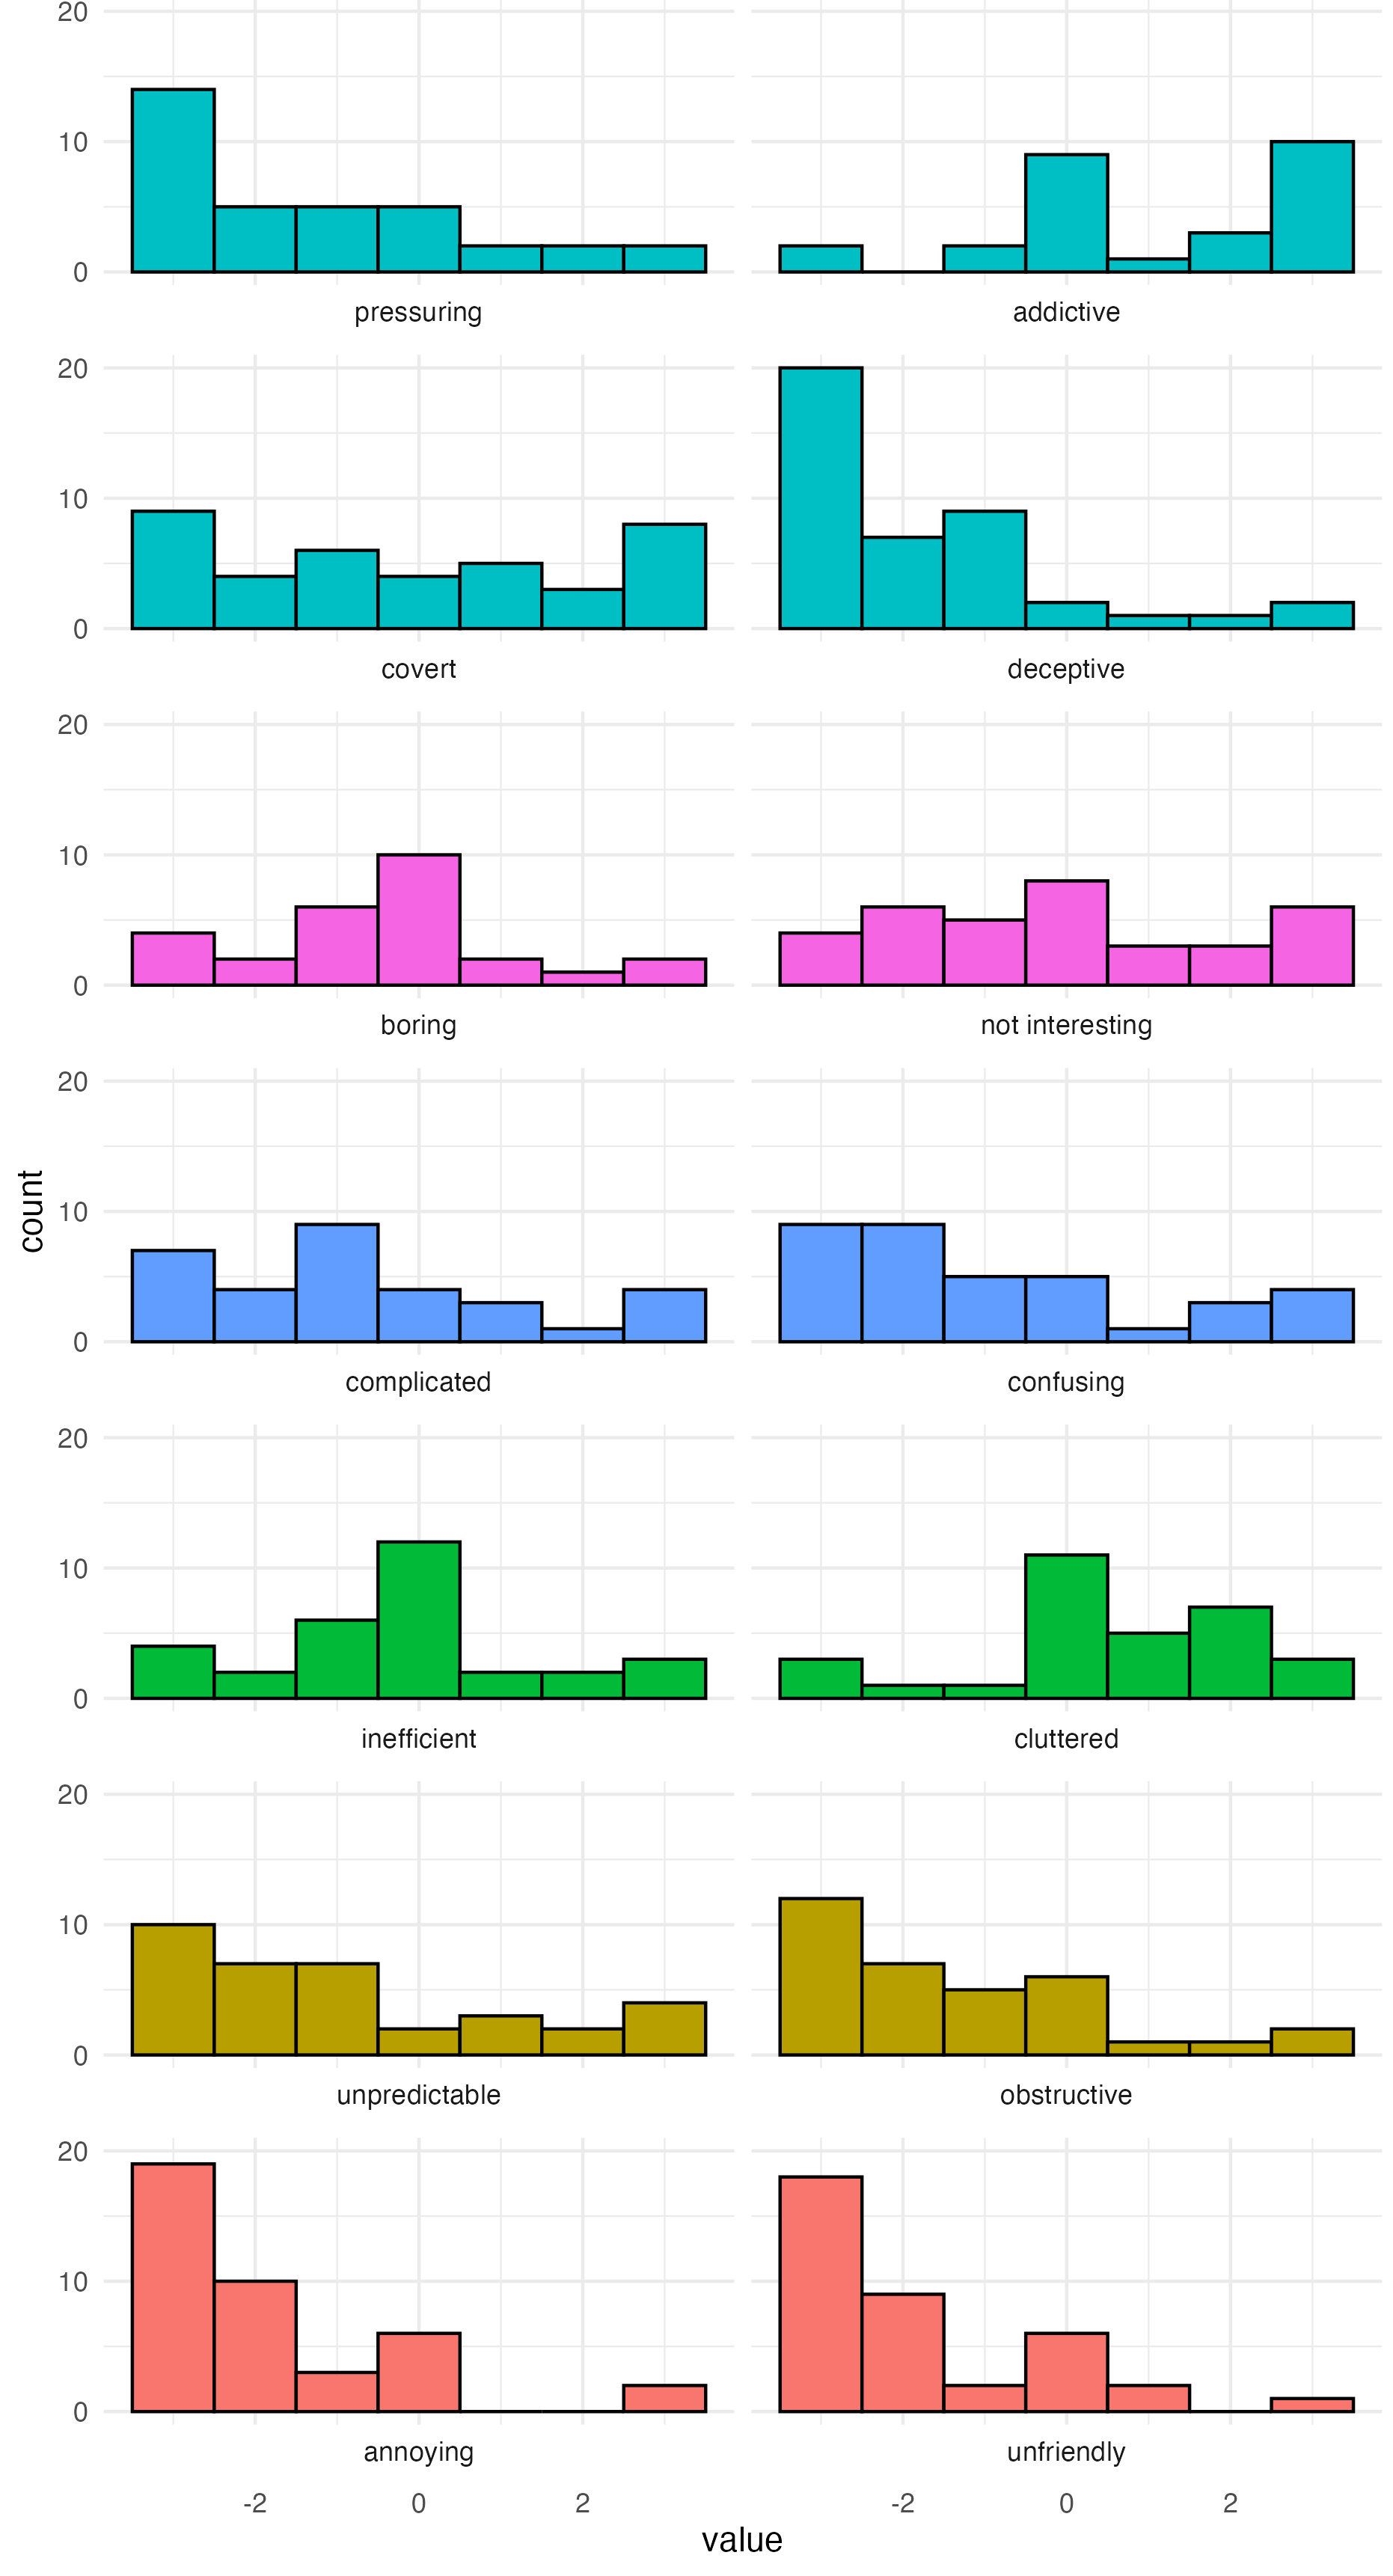 20
10
0
pressuring addictive
20
10
0
covert deceptive
20
10
0
boring not interesting
20
10
0
complicated confusing
count
20
10
0
inefficient cluttered
20
10
0
unpredictable obstructive
20
10
0
annoying unfriendly
-2 0 2 -2 0 2
value